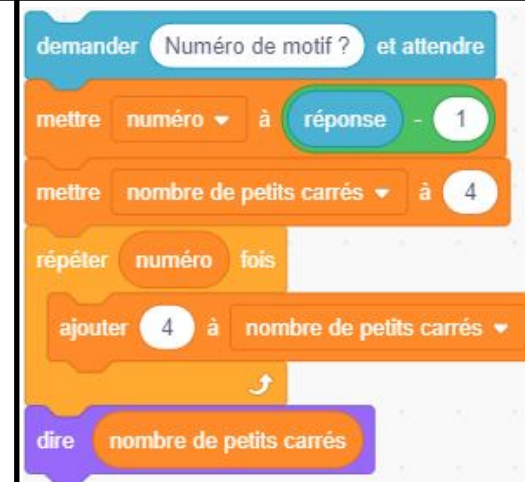 demander Numéro de motif ? et attendre
mettre numéro à réponse - 1
mettre nombre de petits carrés à 4
répéter numéro fois
ajouter 4 à nombre de petits carrés
dire nombre de petits carrés